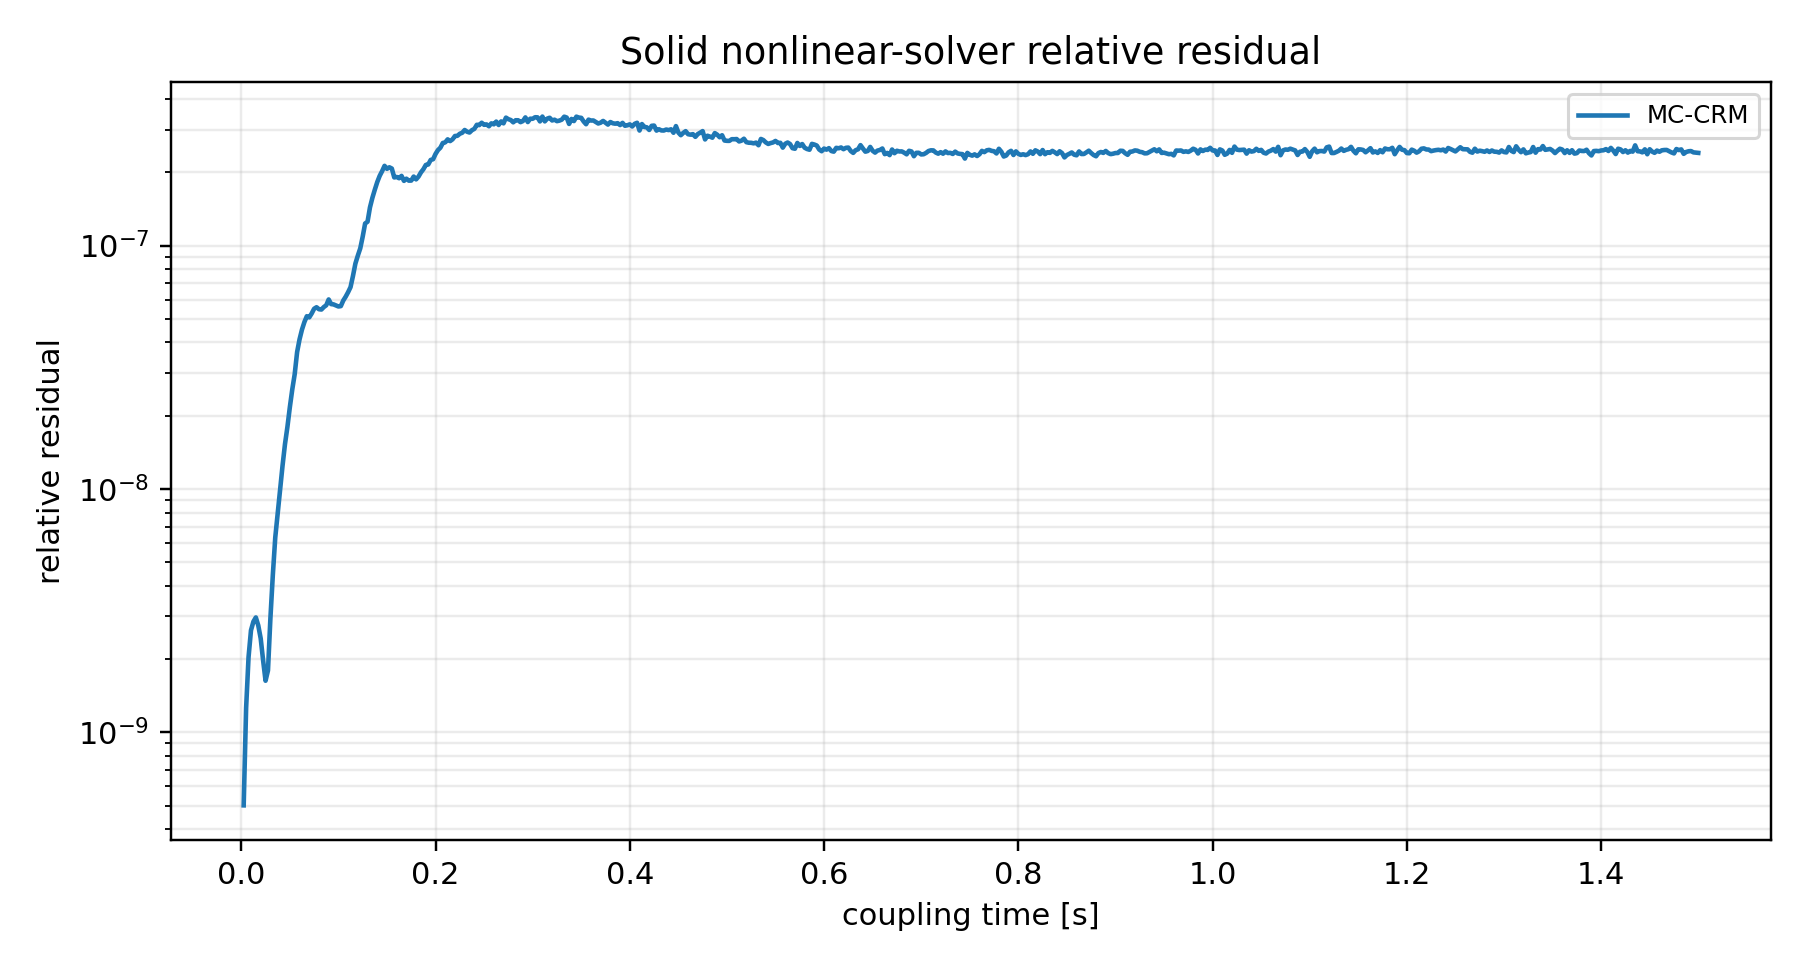 Solid nonlinear-solver relative residual
MC-CRM
relative residual
10⁻⁷
10⁻⁸
10⁻⁹
0.0 0.2 0.4 0.6 0.8 1.0 1.2 1.4
coupling time [s]